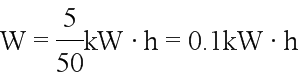 W = 5/50 kW · h = 0.1kW · h